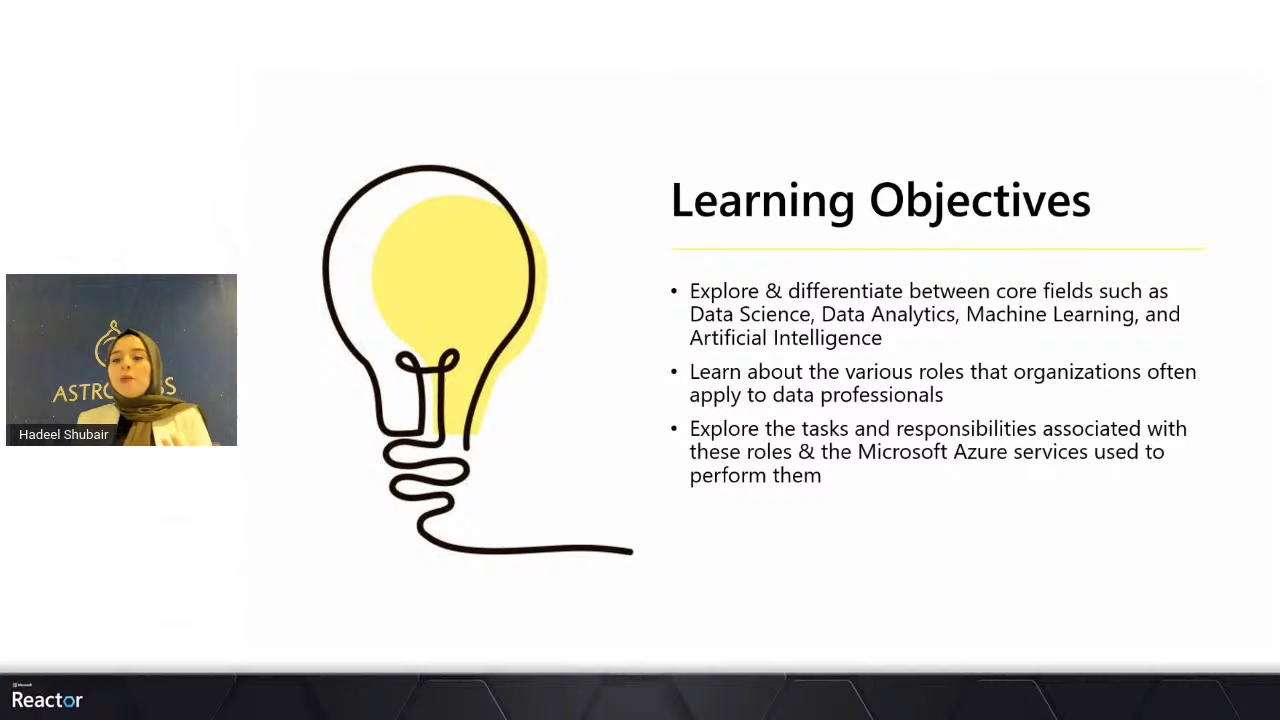 Learning Objectives
• Explore & differentiate between core fields such as
Data Science, Data Analytics, Machine Learning, and
Artificial Intelligence
• Learn about the various roles that organizations often
apply to data professionals
• Explore the tasks and responsibilities associated with
these roles & the Microsoft Azure services used to
perform them
Hadeel Shubair
Microsoft
Reactor